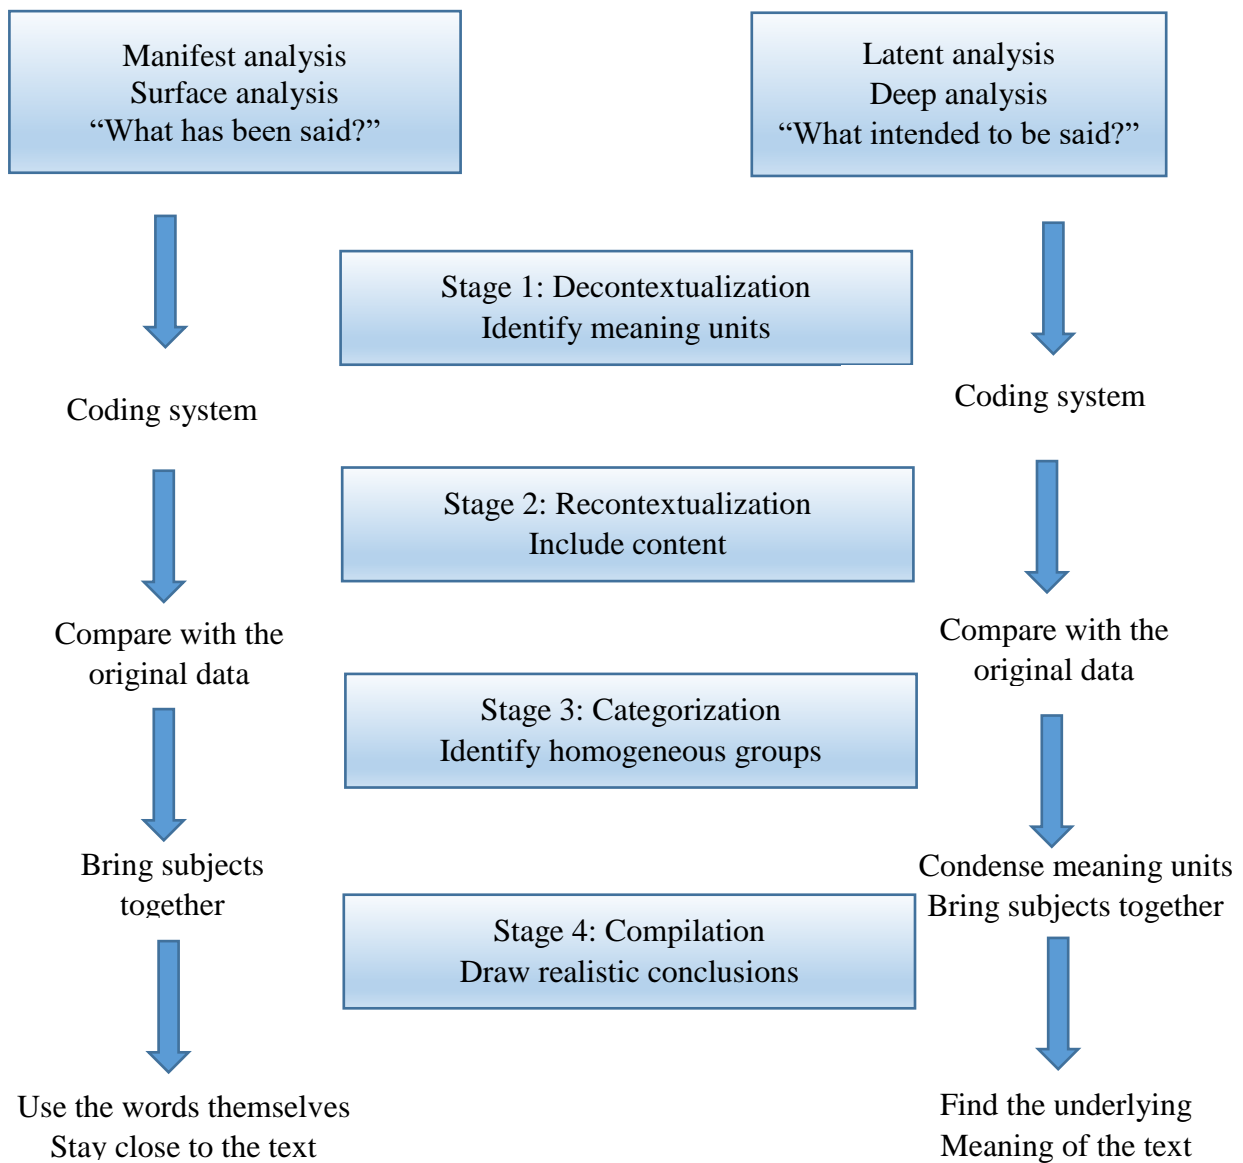 Manifest analysis
Surface analysis
“What has been said?”
Latent analysis
Deep analysis
“What intended to be said?”
Stage 1: Decontextualization
Identify meaning units
Coding system
Coding system
Stage 2: Recontextualization
Include content
Compare with the
original data
Compare with the
original data
Stage 3: Categorization
Identify homogeneous groups
Bring subjects
together
Condense meaning units
Bring subjects together
Stage 4: Compilation
Draw realistic conclusions
Use the words themselves
Stay close to the text
Find the underlying
Meaning of the text